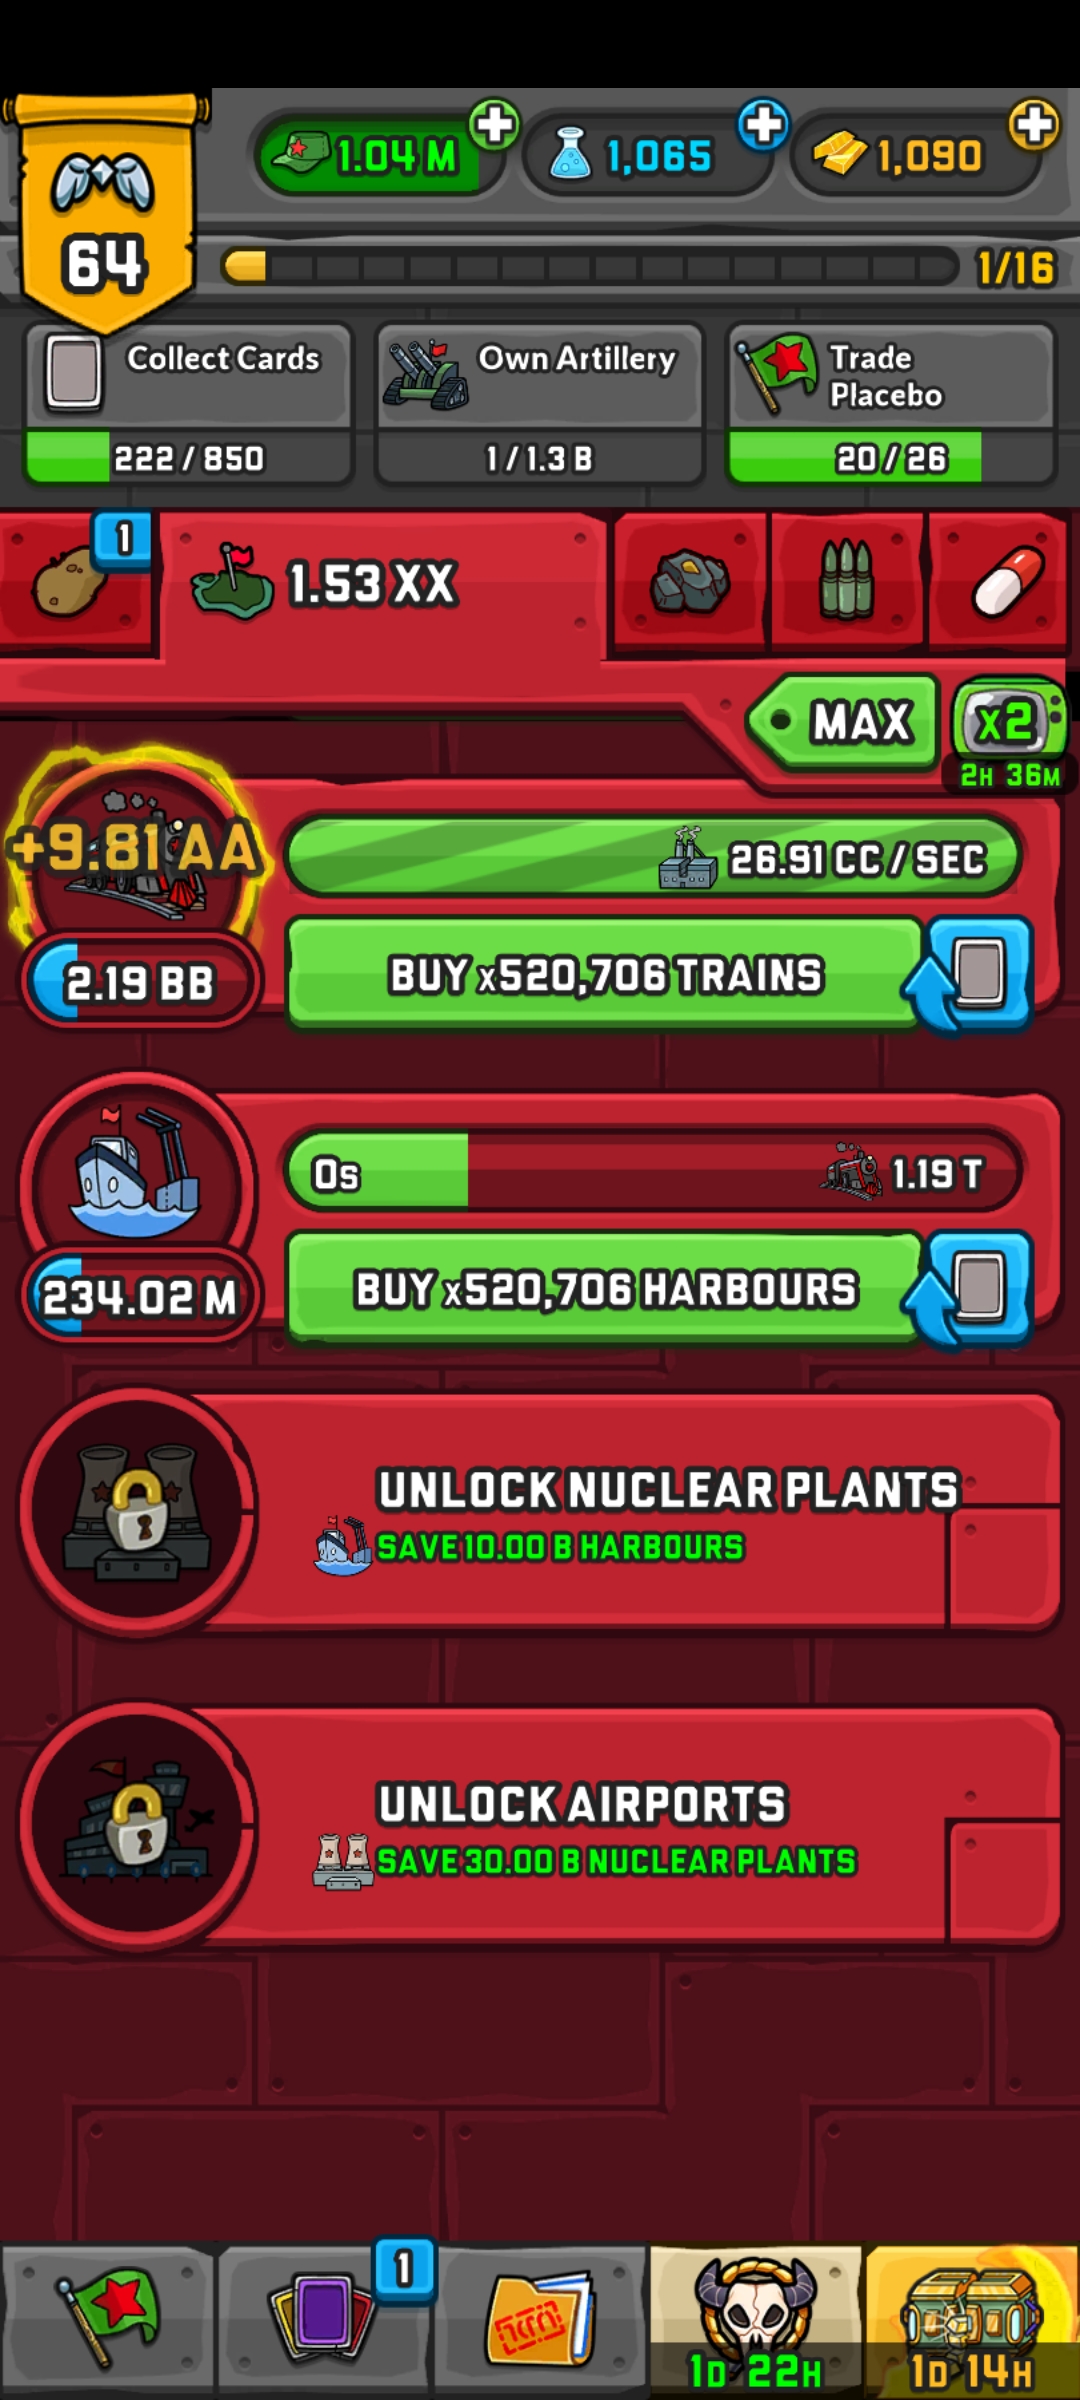 1.04 M
1,065
1,090
64
1/16
Collect Cards
222 / 850
Own Artillery
1 / 1.3 B
Trade
Placebo
20 / 26
1
1.53 XX
MAX
x2
2H 36M
+9.81 AA
26.91 CC / SEC
2.19 BB
BUY x520,706 TRAINS
0s
1.19 T
234.02 M
BUY x520,706 HARBOURS
UNLOCK NUCLEAR PLANTS
SAVE 10.00 B HARBOURS
UNLOCK AIRPORTS
SAVE 30.00 B NUCLEAR PLANTS
1
1D 22H
1D 14H